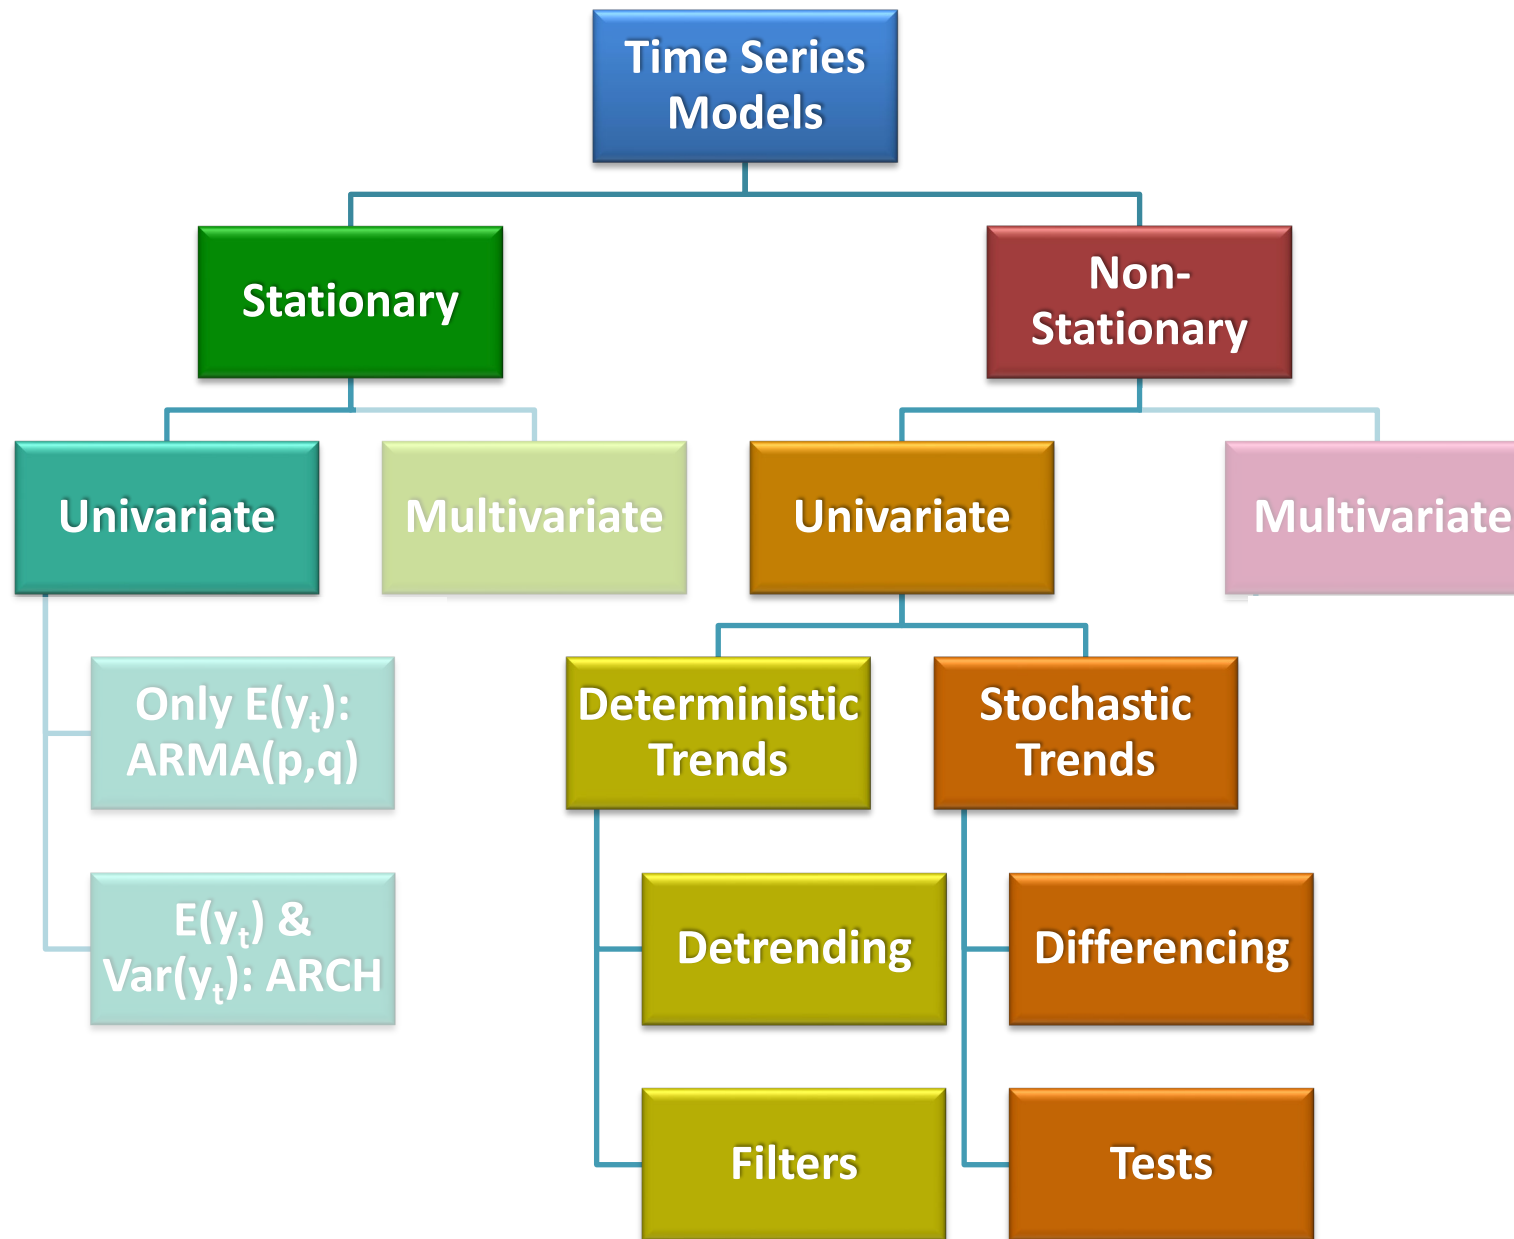 Time Series
Models
Stationary
Non-
Stationary
Univariate
Multivariate
Univariate
Multivariate
Only E(yₜ):
ARMA(p,q)
Deterministic
Trends
Stochastic
Trends
E(yₜ) &
Var(yₜ): ARCH
Detrending
Differencing
Filters
Tests